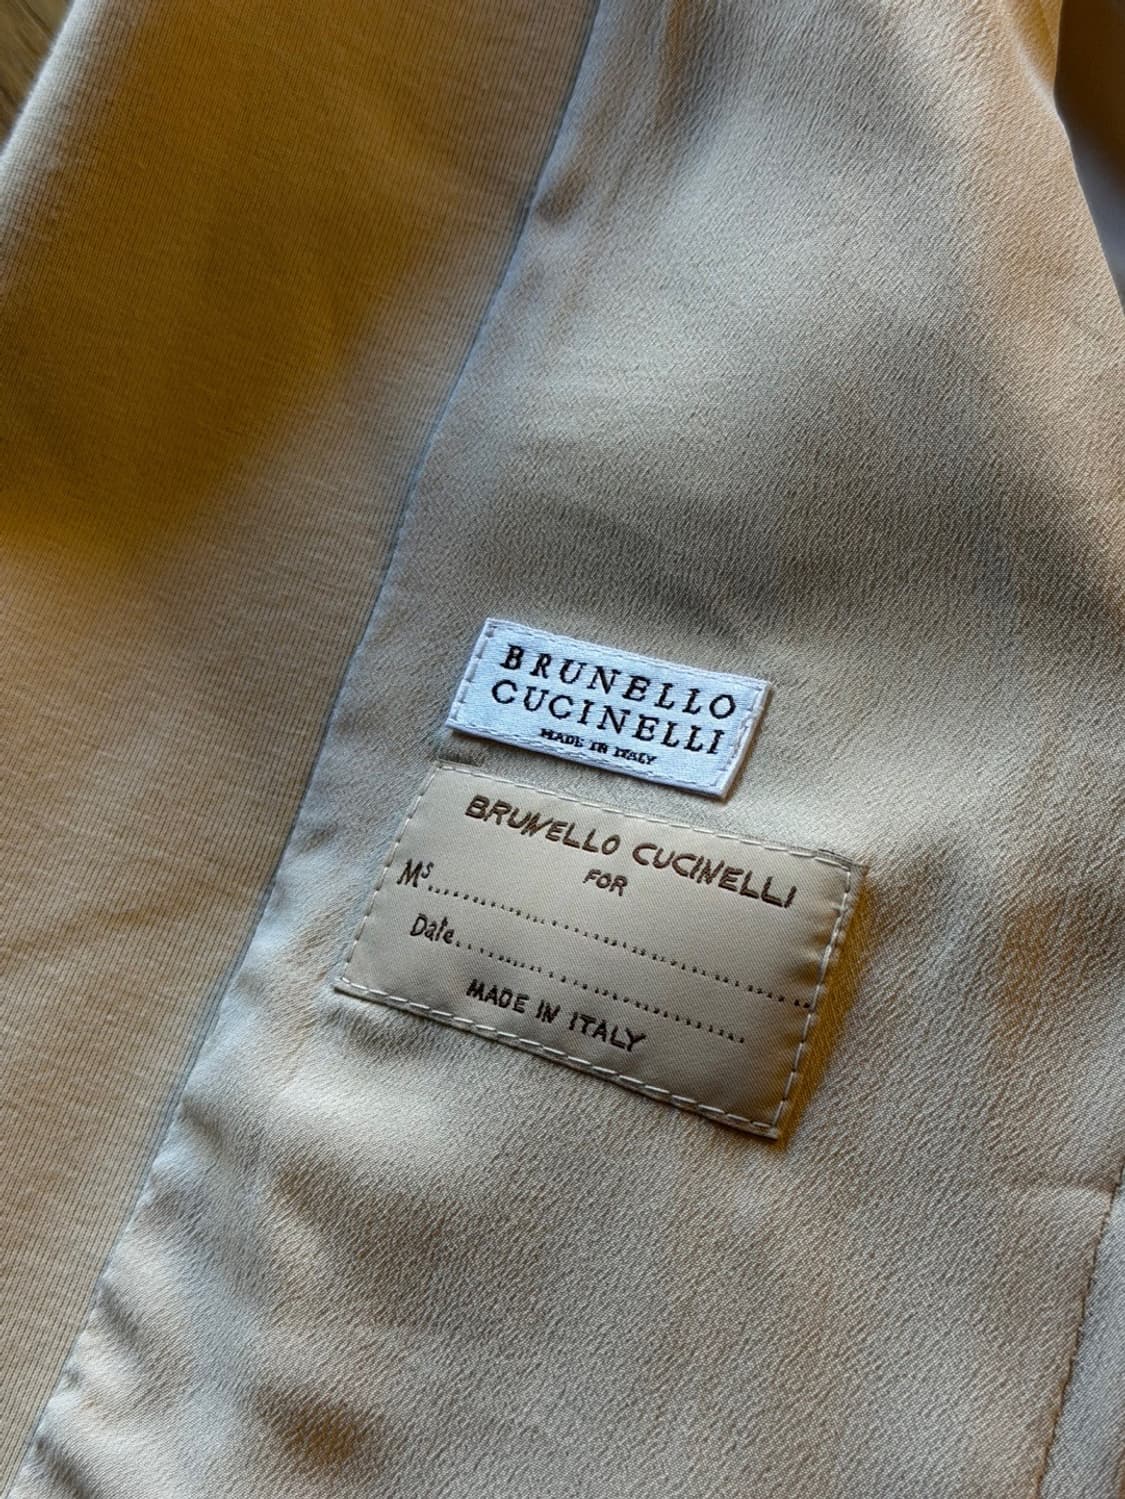 BRUNELLO
CUCINELLI
MADE IN ITALY
BRUNELLO CUCINELLI
FOR
Ms..............................
Date..............................
MADE IN ITALY